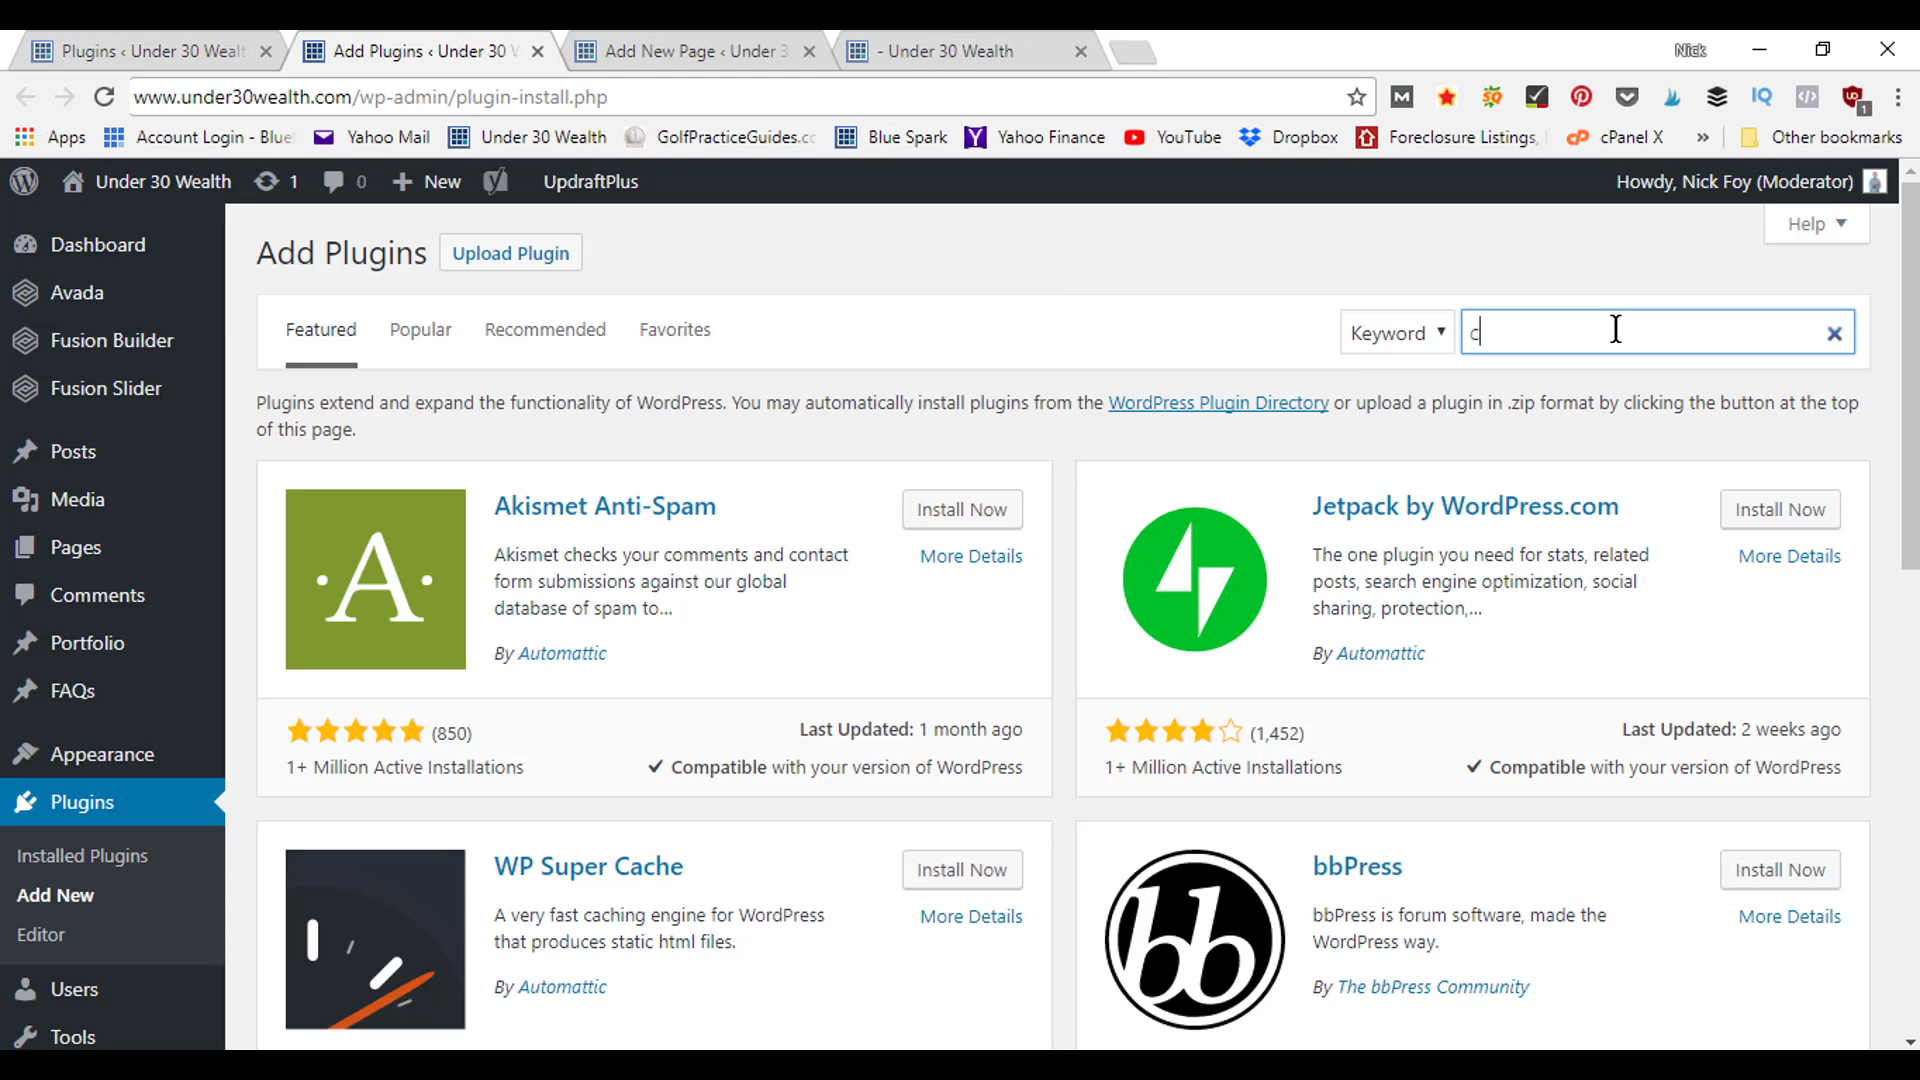 Plugins ‹ Under 30 Wealt
Add Plugins ‹ Under 30 W
Add New Page ‹ Under 3
- Under 30 Wealth
Nick
www.under30wealth.com/wp-admin/plugin-install.php
Apps
Account Login - Blue
Yahoo Mail
Under 30 Wealth
GolfPracticeGuides.cc
Blue Spark
Yahoo Finance
YouTube
Dropbox
Foreclosure Listings,
cPanel X
»
Other bookmarks
Under 30 Wealth
1
0
New
UpdraftPlus
Howdy, Nick Foy (Moderator)
Dashboard
Avada
Fusion Builder
Fusion Slider
Posts
Media
Pages
Comments
Portfolio
FAQs
Appearance
Plugins
Installed Plugins
Add New
Editor
Users
Tools
Help
Add Plugins
Upload Plugin
Featured
Popular
Recommended
Favorites
Keyword
c
Plugins extend and expand the functionality of WordPress. You may automatically install plugins from the WordPress Plugin Directory or upload a plugin in .zip format by clicking the button at the top
of this page.
A
Akismet Anti-Spam
Install Now
More Details
Akismet checks your comments and contact
form submissions against our global
database of spam to...
By Automattic
(850)
1+ Million Active Installations
Last Updated: 1 month ago
Compatible with your version of WordPress
Jetpack by WordPress.com
Install Now
More Details
The one plugin you need for stats, related
posts, search engine optimization, social
sharing, protection,...
By Automattic
(1,452)
1+ Million Active Installations
Last Updated: 2 weeks ago
Compatible with your version of WordPress
WP Super Cache
Install Now
More Details
A very fast caching engine for WordPress
that produces static html files.
By Automattic
bb
bbPress
Install Now
More Details
bbPress is forum software, made the
WordPress way.
By The bbPress Community